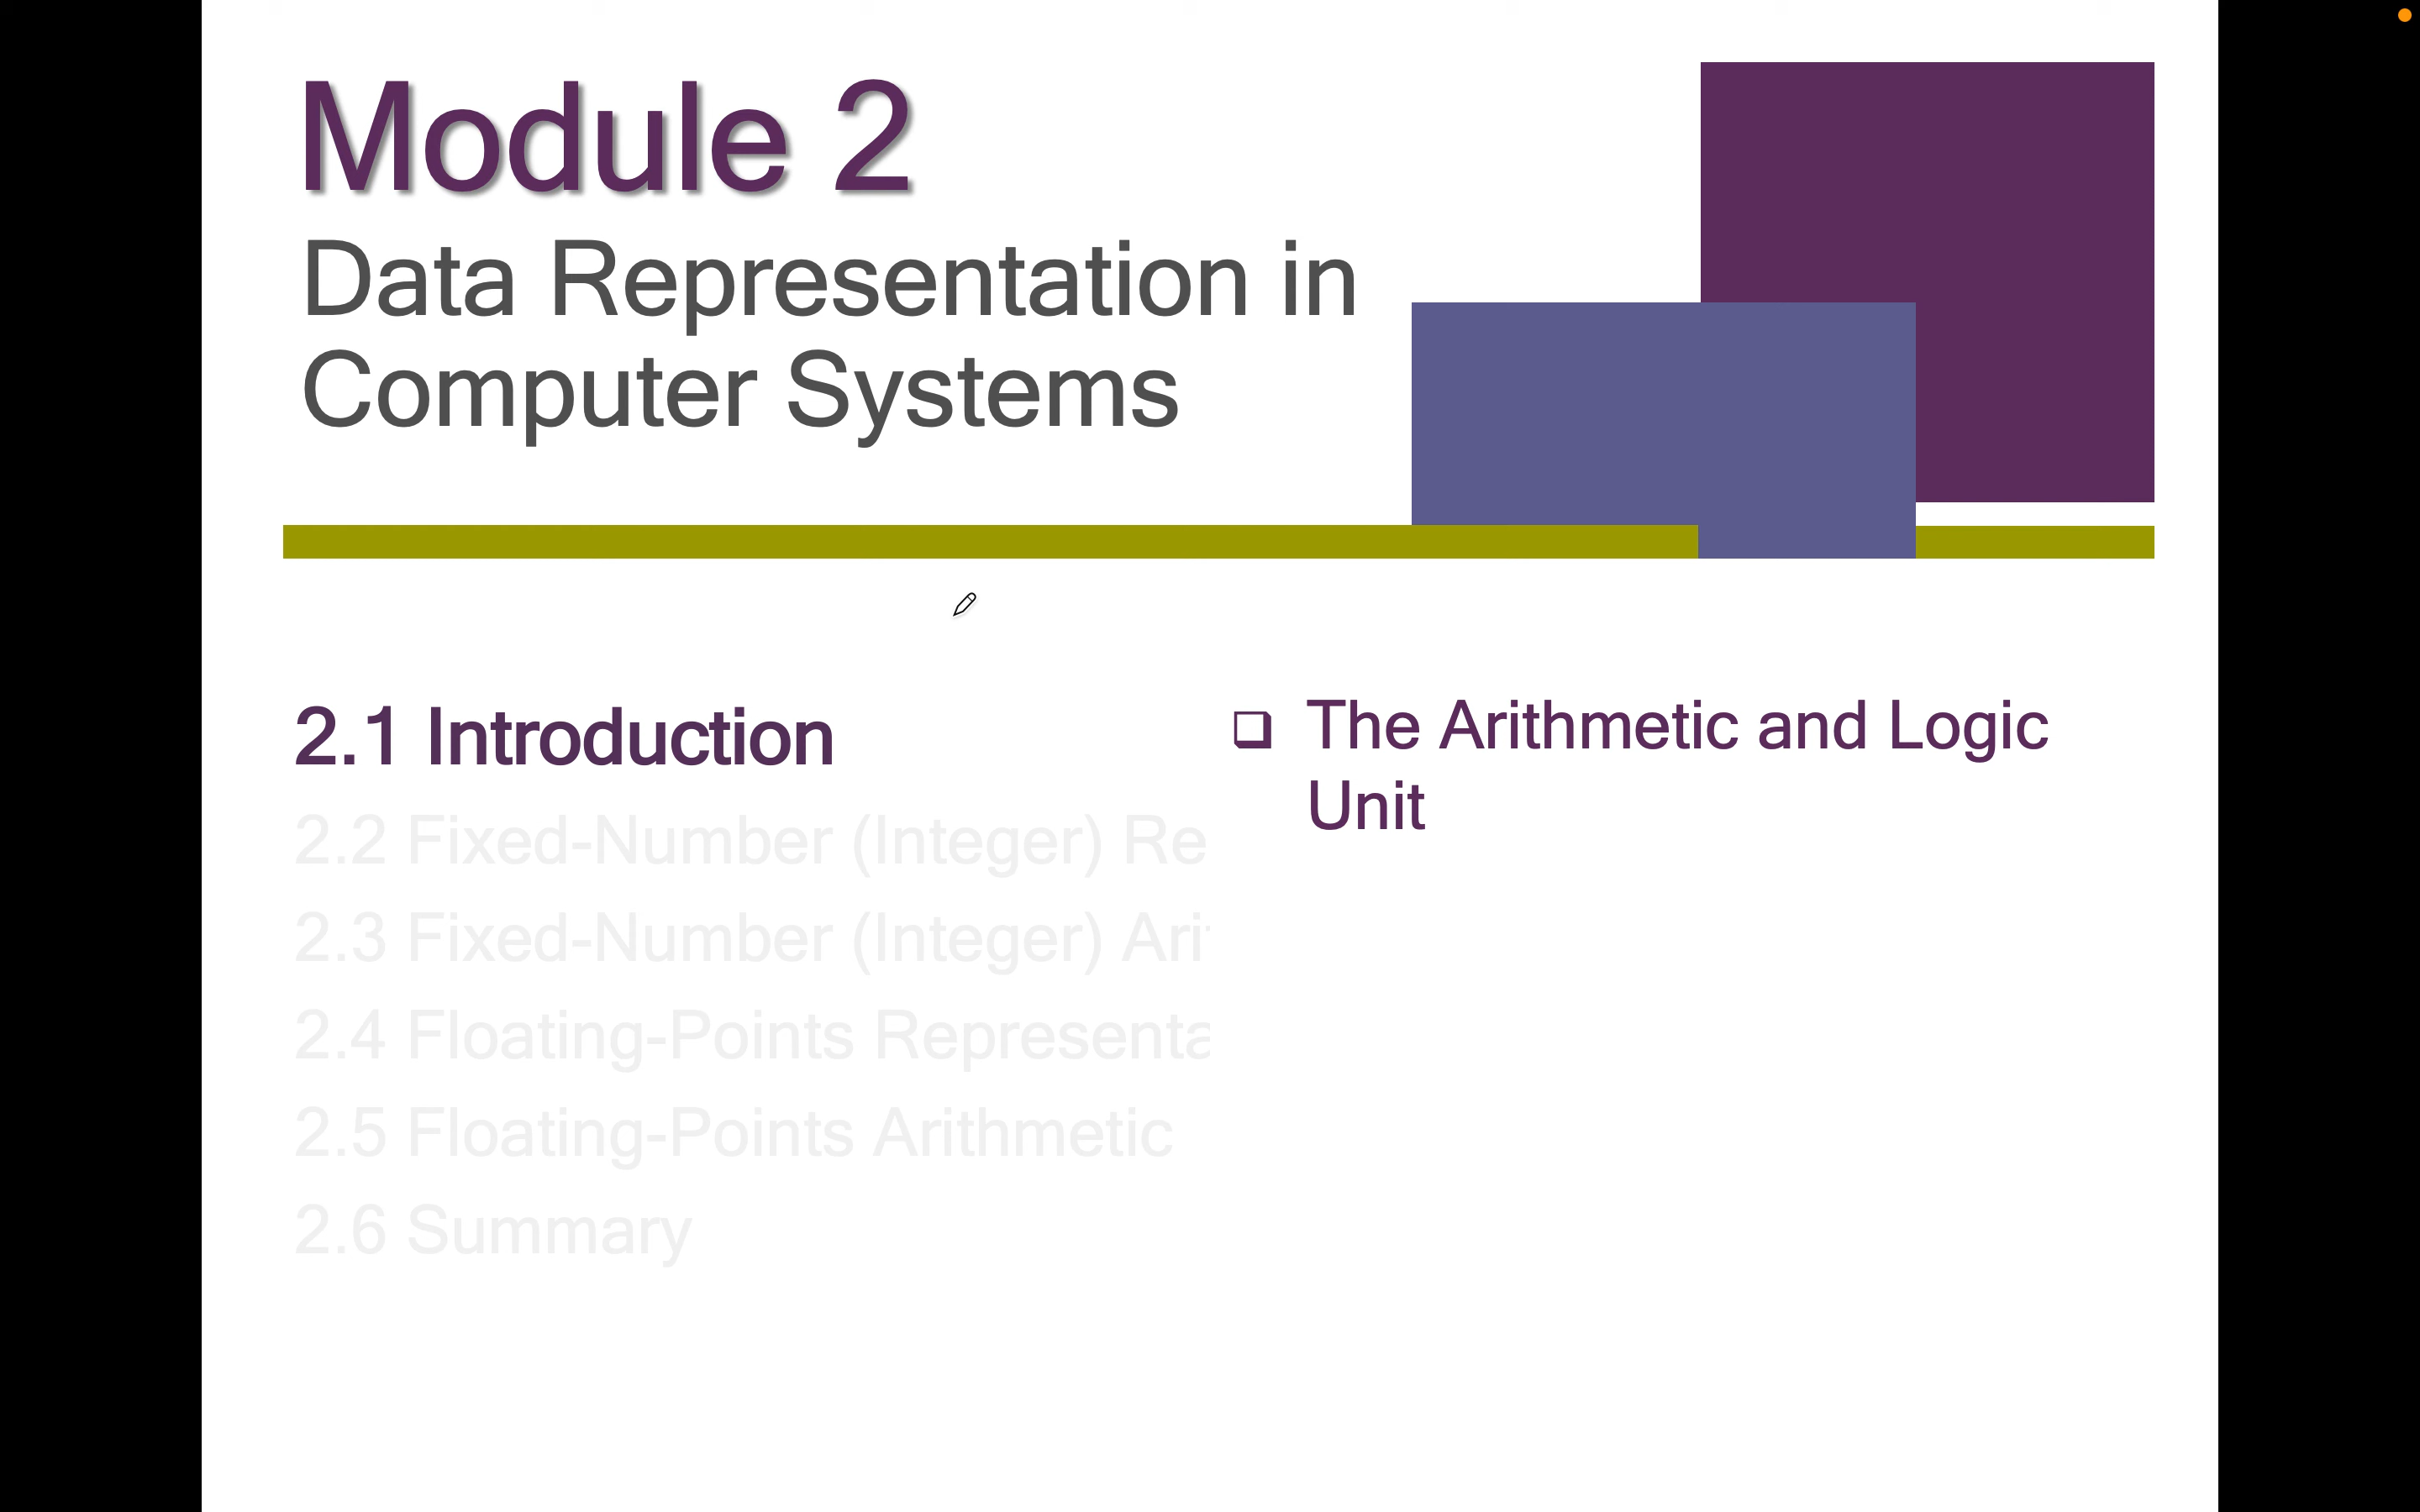 Module 2
Data Representation in
Computer Systems
2.1 Introduction
2.2 Fixed-Number (Integer) Re
2.3 Fixed-Number (Integer) Ari
2.4 Floating-Points Representa
2.5 Floating-Points Arithmetic
2.6 Summary
❑ The Arithmetic and Logic
Unit